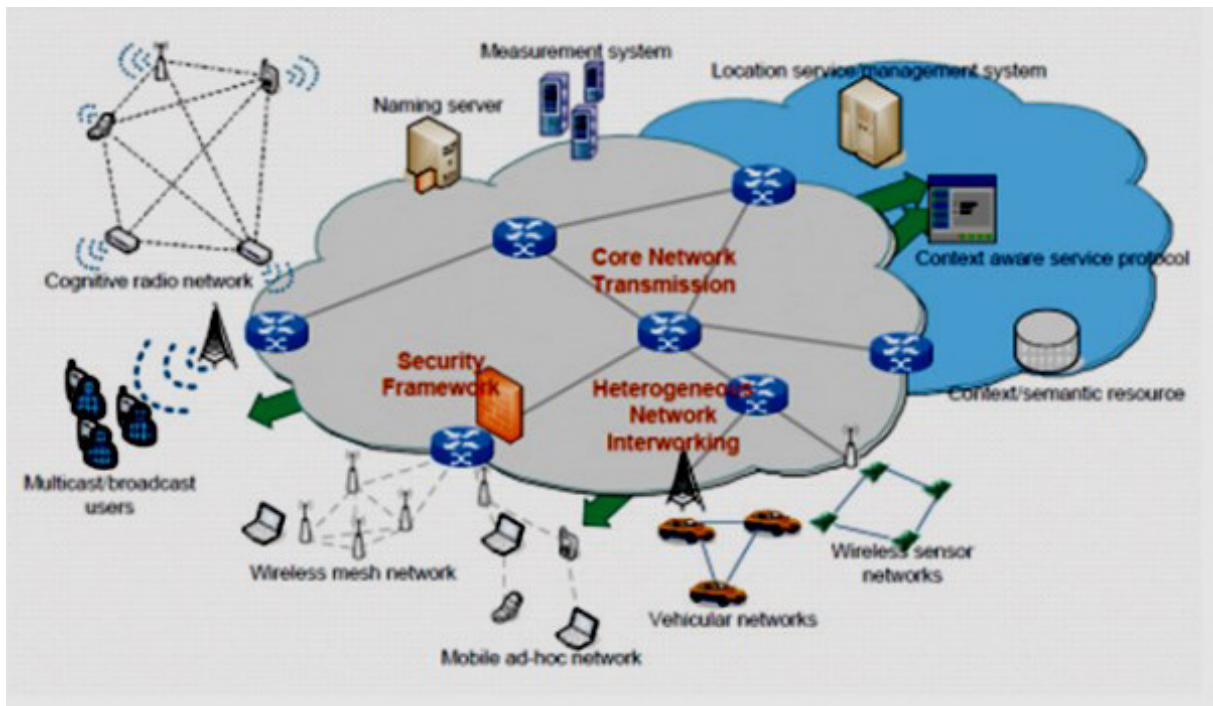 Measurement system
Location service/management system
Naming server
Context aware service protocol
Core Network
Transmission
Cognitive radio network
Security
Framework
Heterogeneous
Network
Interworking
Context/semantic resource
Multicast/broadcast
users
Wireless mesh network
Wireless sensor
networks
Vehicular networks
Mobile ad-hoc network